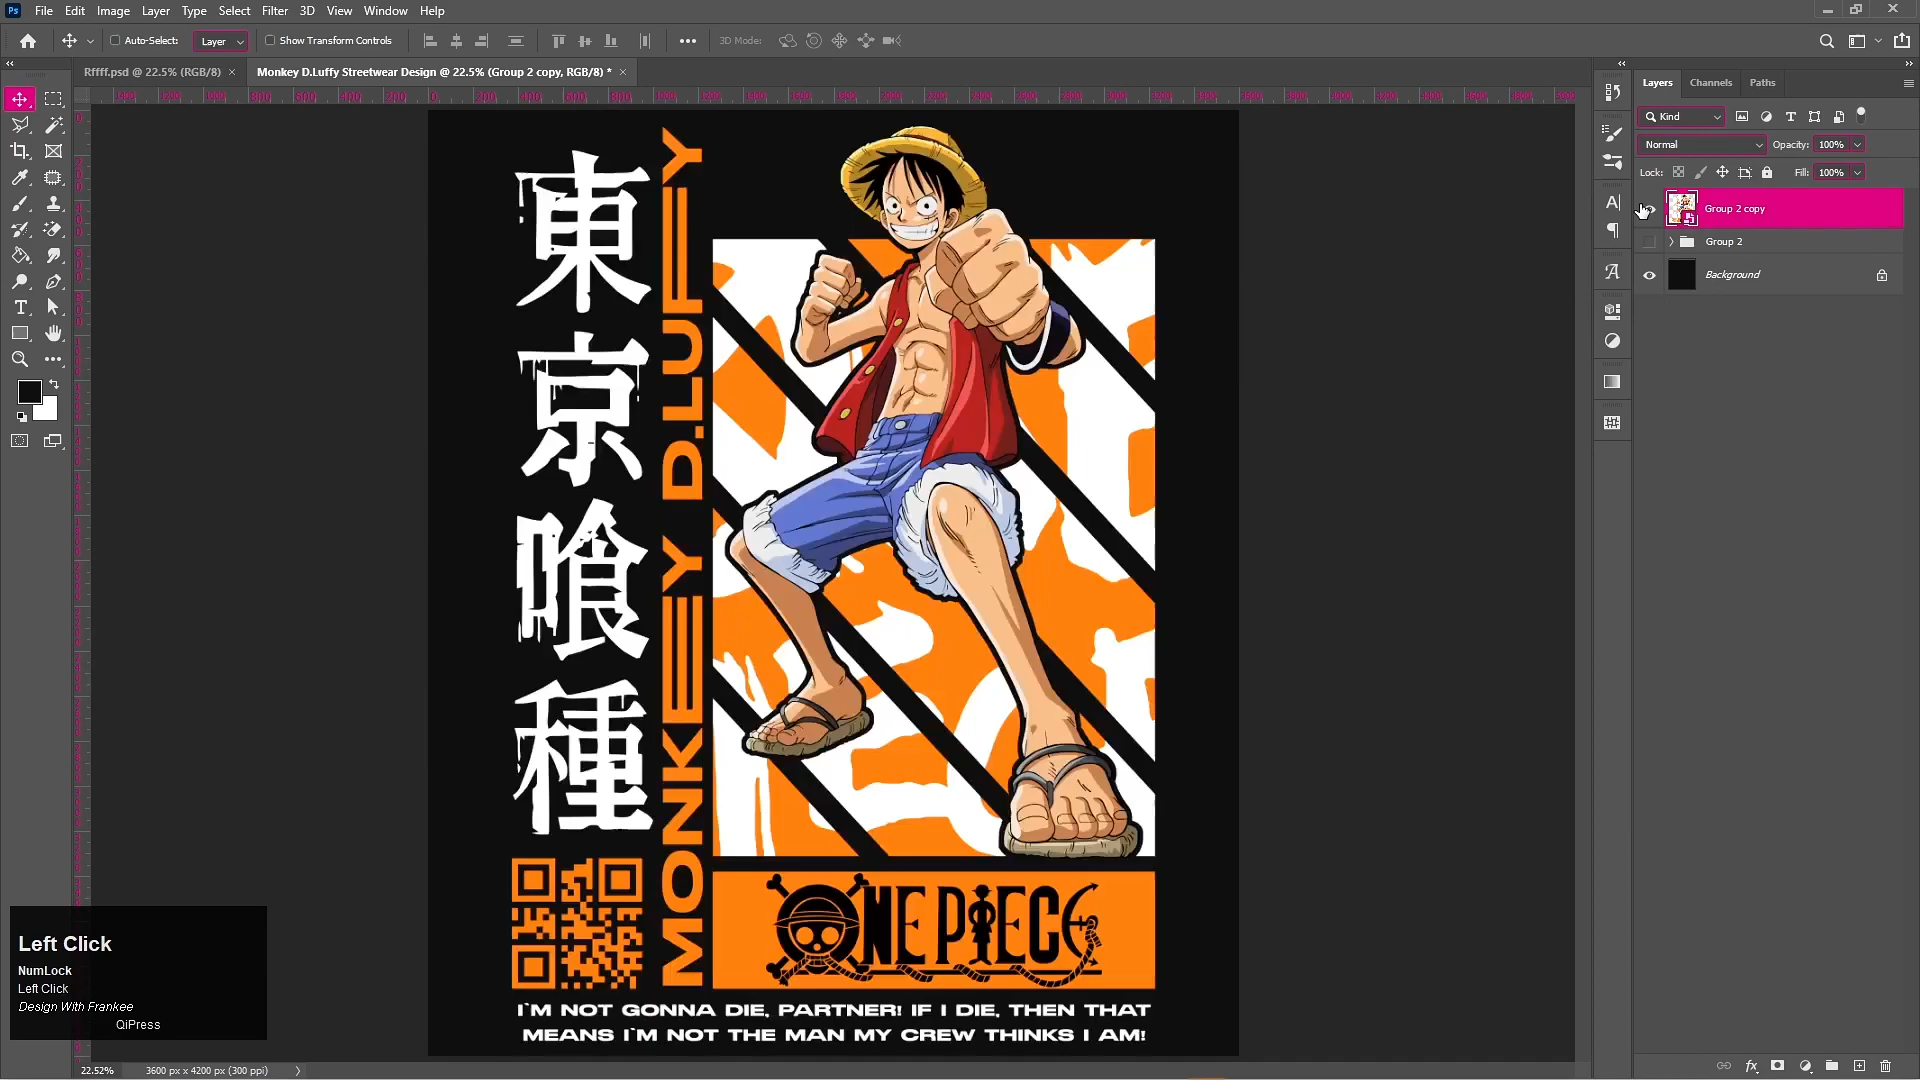 Ps File Edit Image Layer Type Select Filter 3D View Window Help
Auto-Select: Layer Show Transform Controls 3D Mode:
Rffff.psd @ 22.5% (RGB/8) × Monkey D.Luffy Streetwear Design @ 22.5% (Group 2 copy, RGB/8) * ×
Layers Channels Paths
Kind
Normal Opacity: 100%
Lock: Fill: 100%
Group 2 copy
Group 2
Background
東
京
喰
種
MONKEY D.LUFFY
ONE PIECE
I`M NOT GONNA DIE, PARTNER! IF I DIE, THEN THAT
MEANS I`M NOT THE MAN MY CREW THINKS I AM!
Left Click
NumLock
Left Click
Design With Frankee
QiPress
22.52% 3600 px x 4200 px (300 ppi)